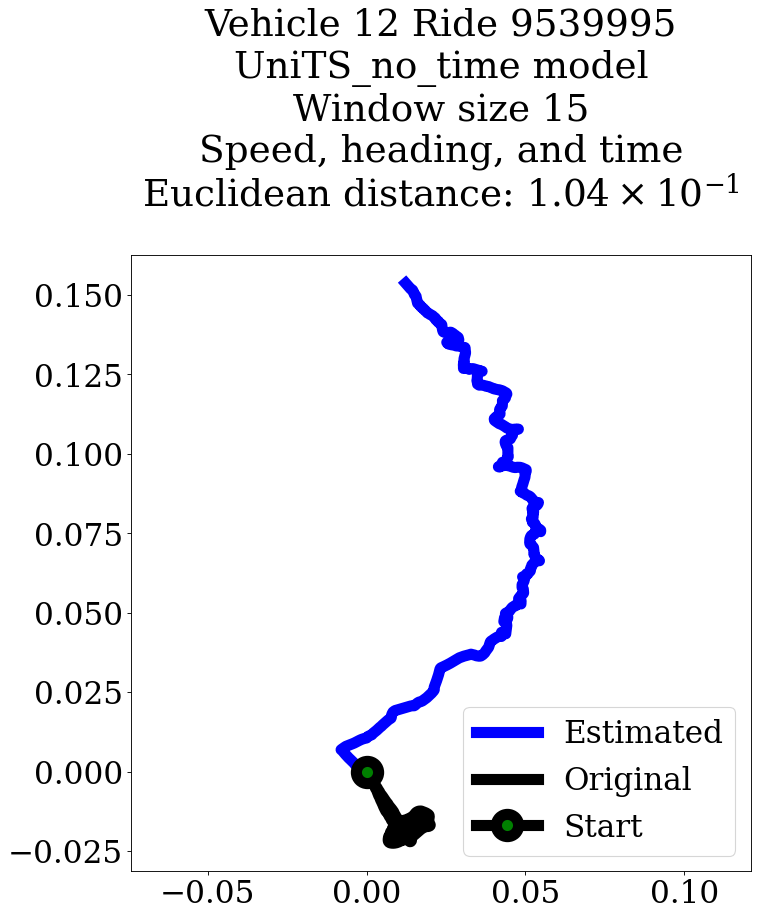 Vehicle 12 Ride 9539995
UniTS_no_time model
Window size 15
Speed, heading, and time
Euclidean distance: 1.04 × 10⁻¹
0.150
0.125
0.100
0.075
0.050
0.025
0.000
−0.025
−0.05
0.00
0.05
0.10
Estimated
Original
Start